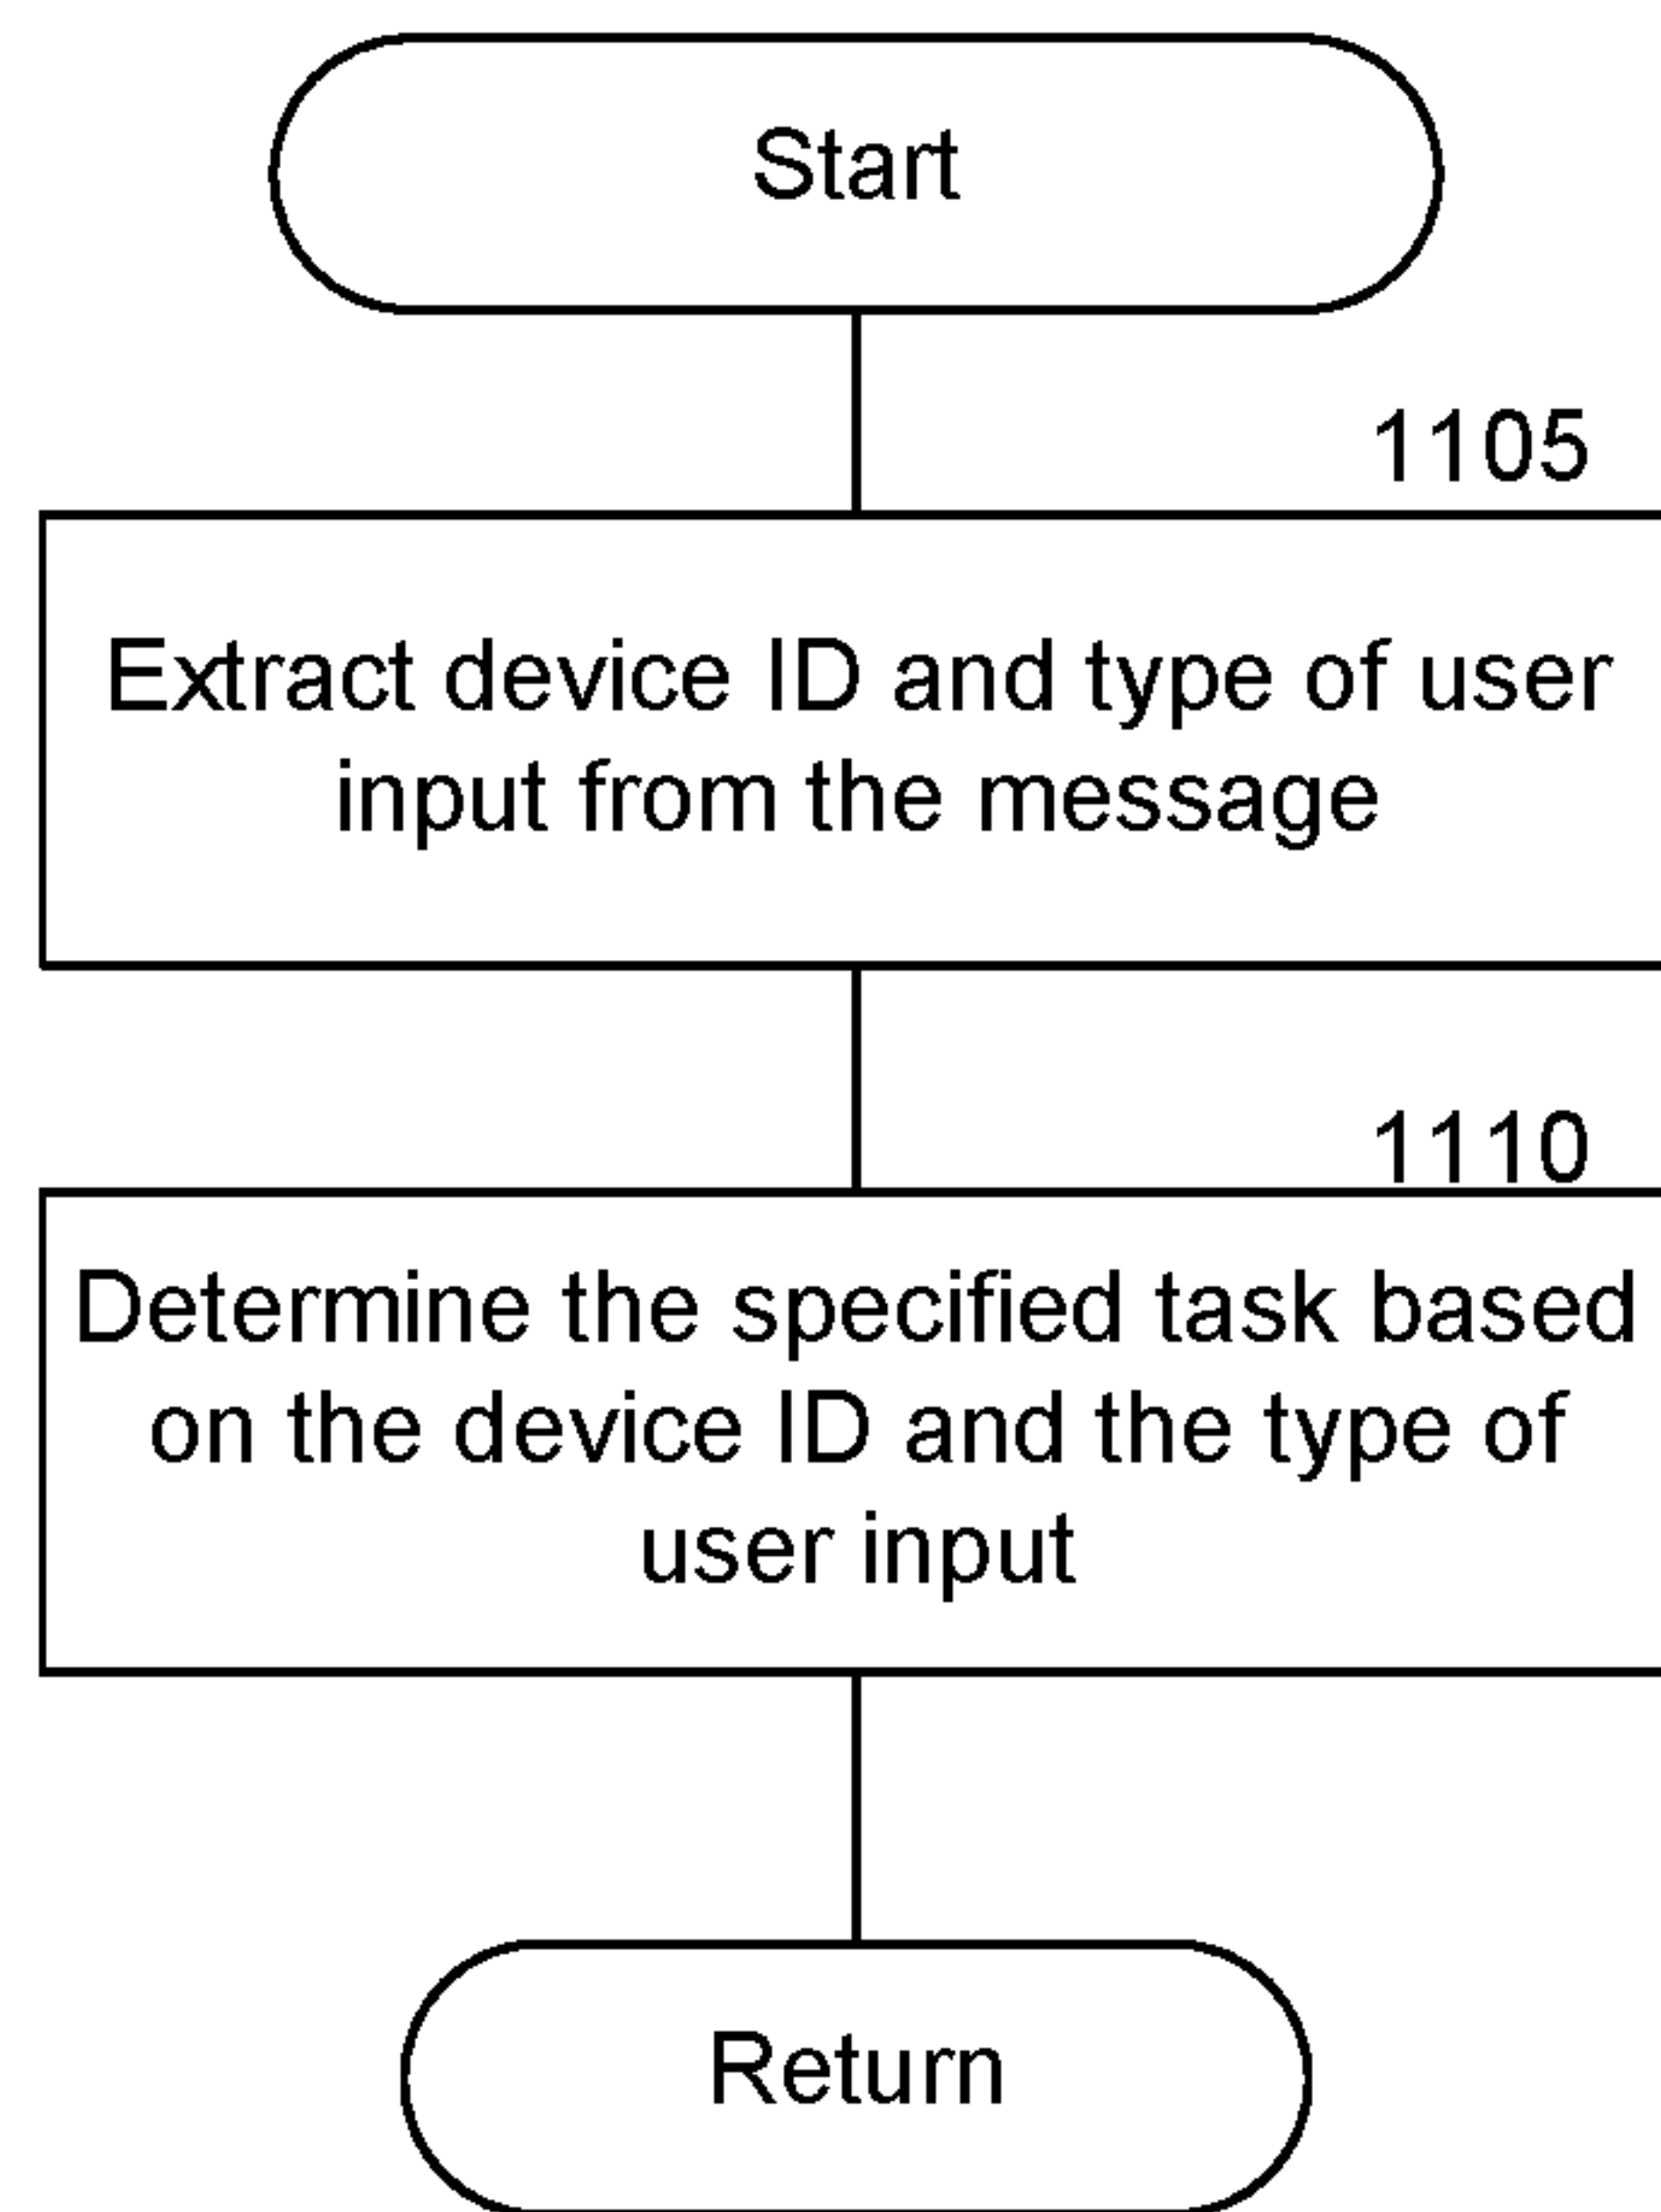 Start
1105
Extract device ID and type of user
input from the message
1110
Determine the specified task based
on the device ID and the type of
user input
Return